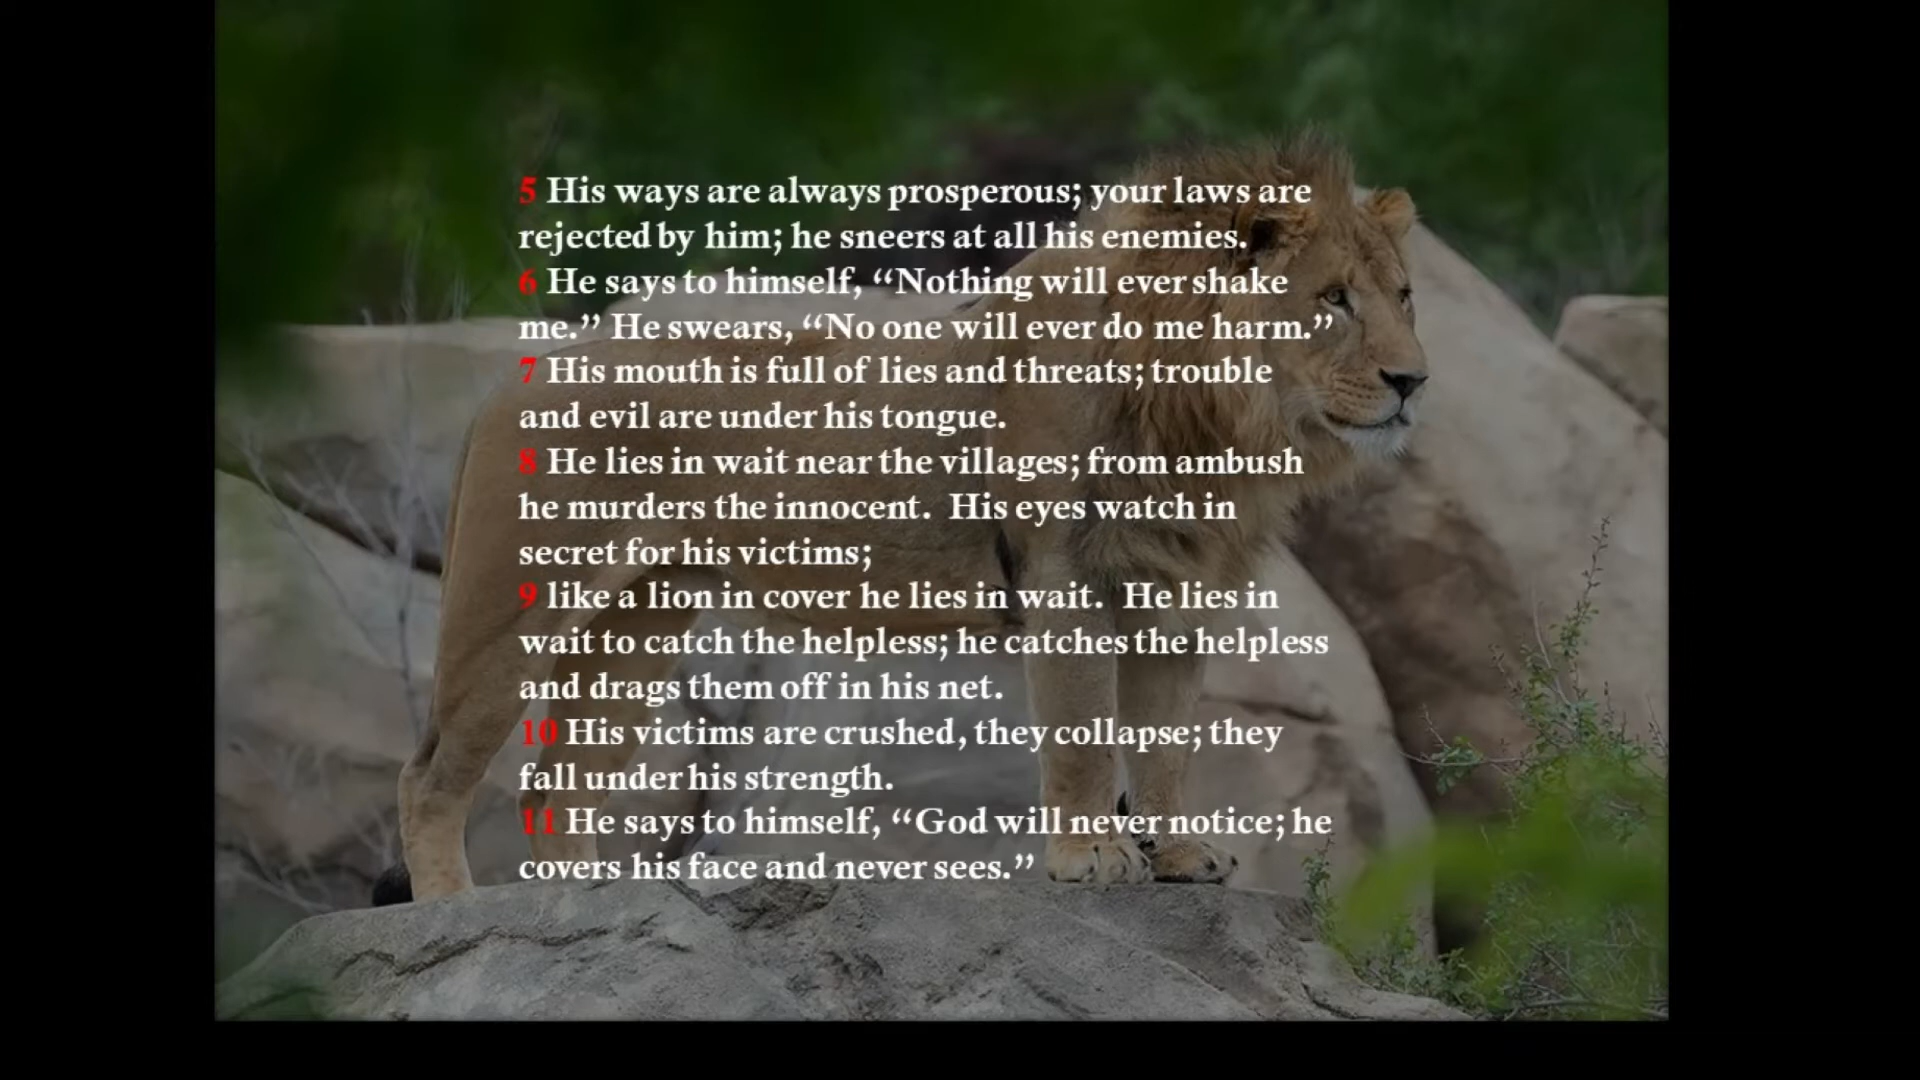 5 His ways are always prosperous; your laws are
rejected by him; he sneers at all his enemies.
6 He says to himself, “Nothing will ever shake
me.” He swears, “No one will ever do me harm.”
7 His mouth is full of lies and threats; trouble
and evil are under his tongue.
8 He lies in wait near the villages; from ambush
he murders the innocent.  His eyes watch in
secret for his victims;
9 like a lion in cover he lies in wait.  He lies in
wait to catch the helpless; he catches the helpless
and drags them off in his net.
10 His victims are crushed, they collapse; they
fall under his strength.
11 He says to himself, “God will never notice; he
covers his face and never sees.”